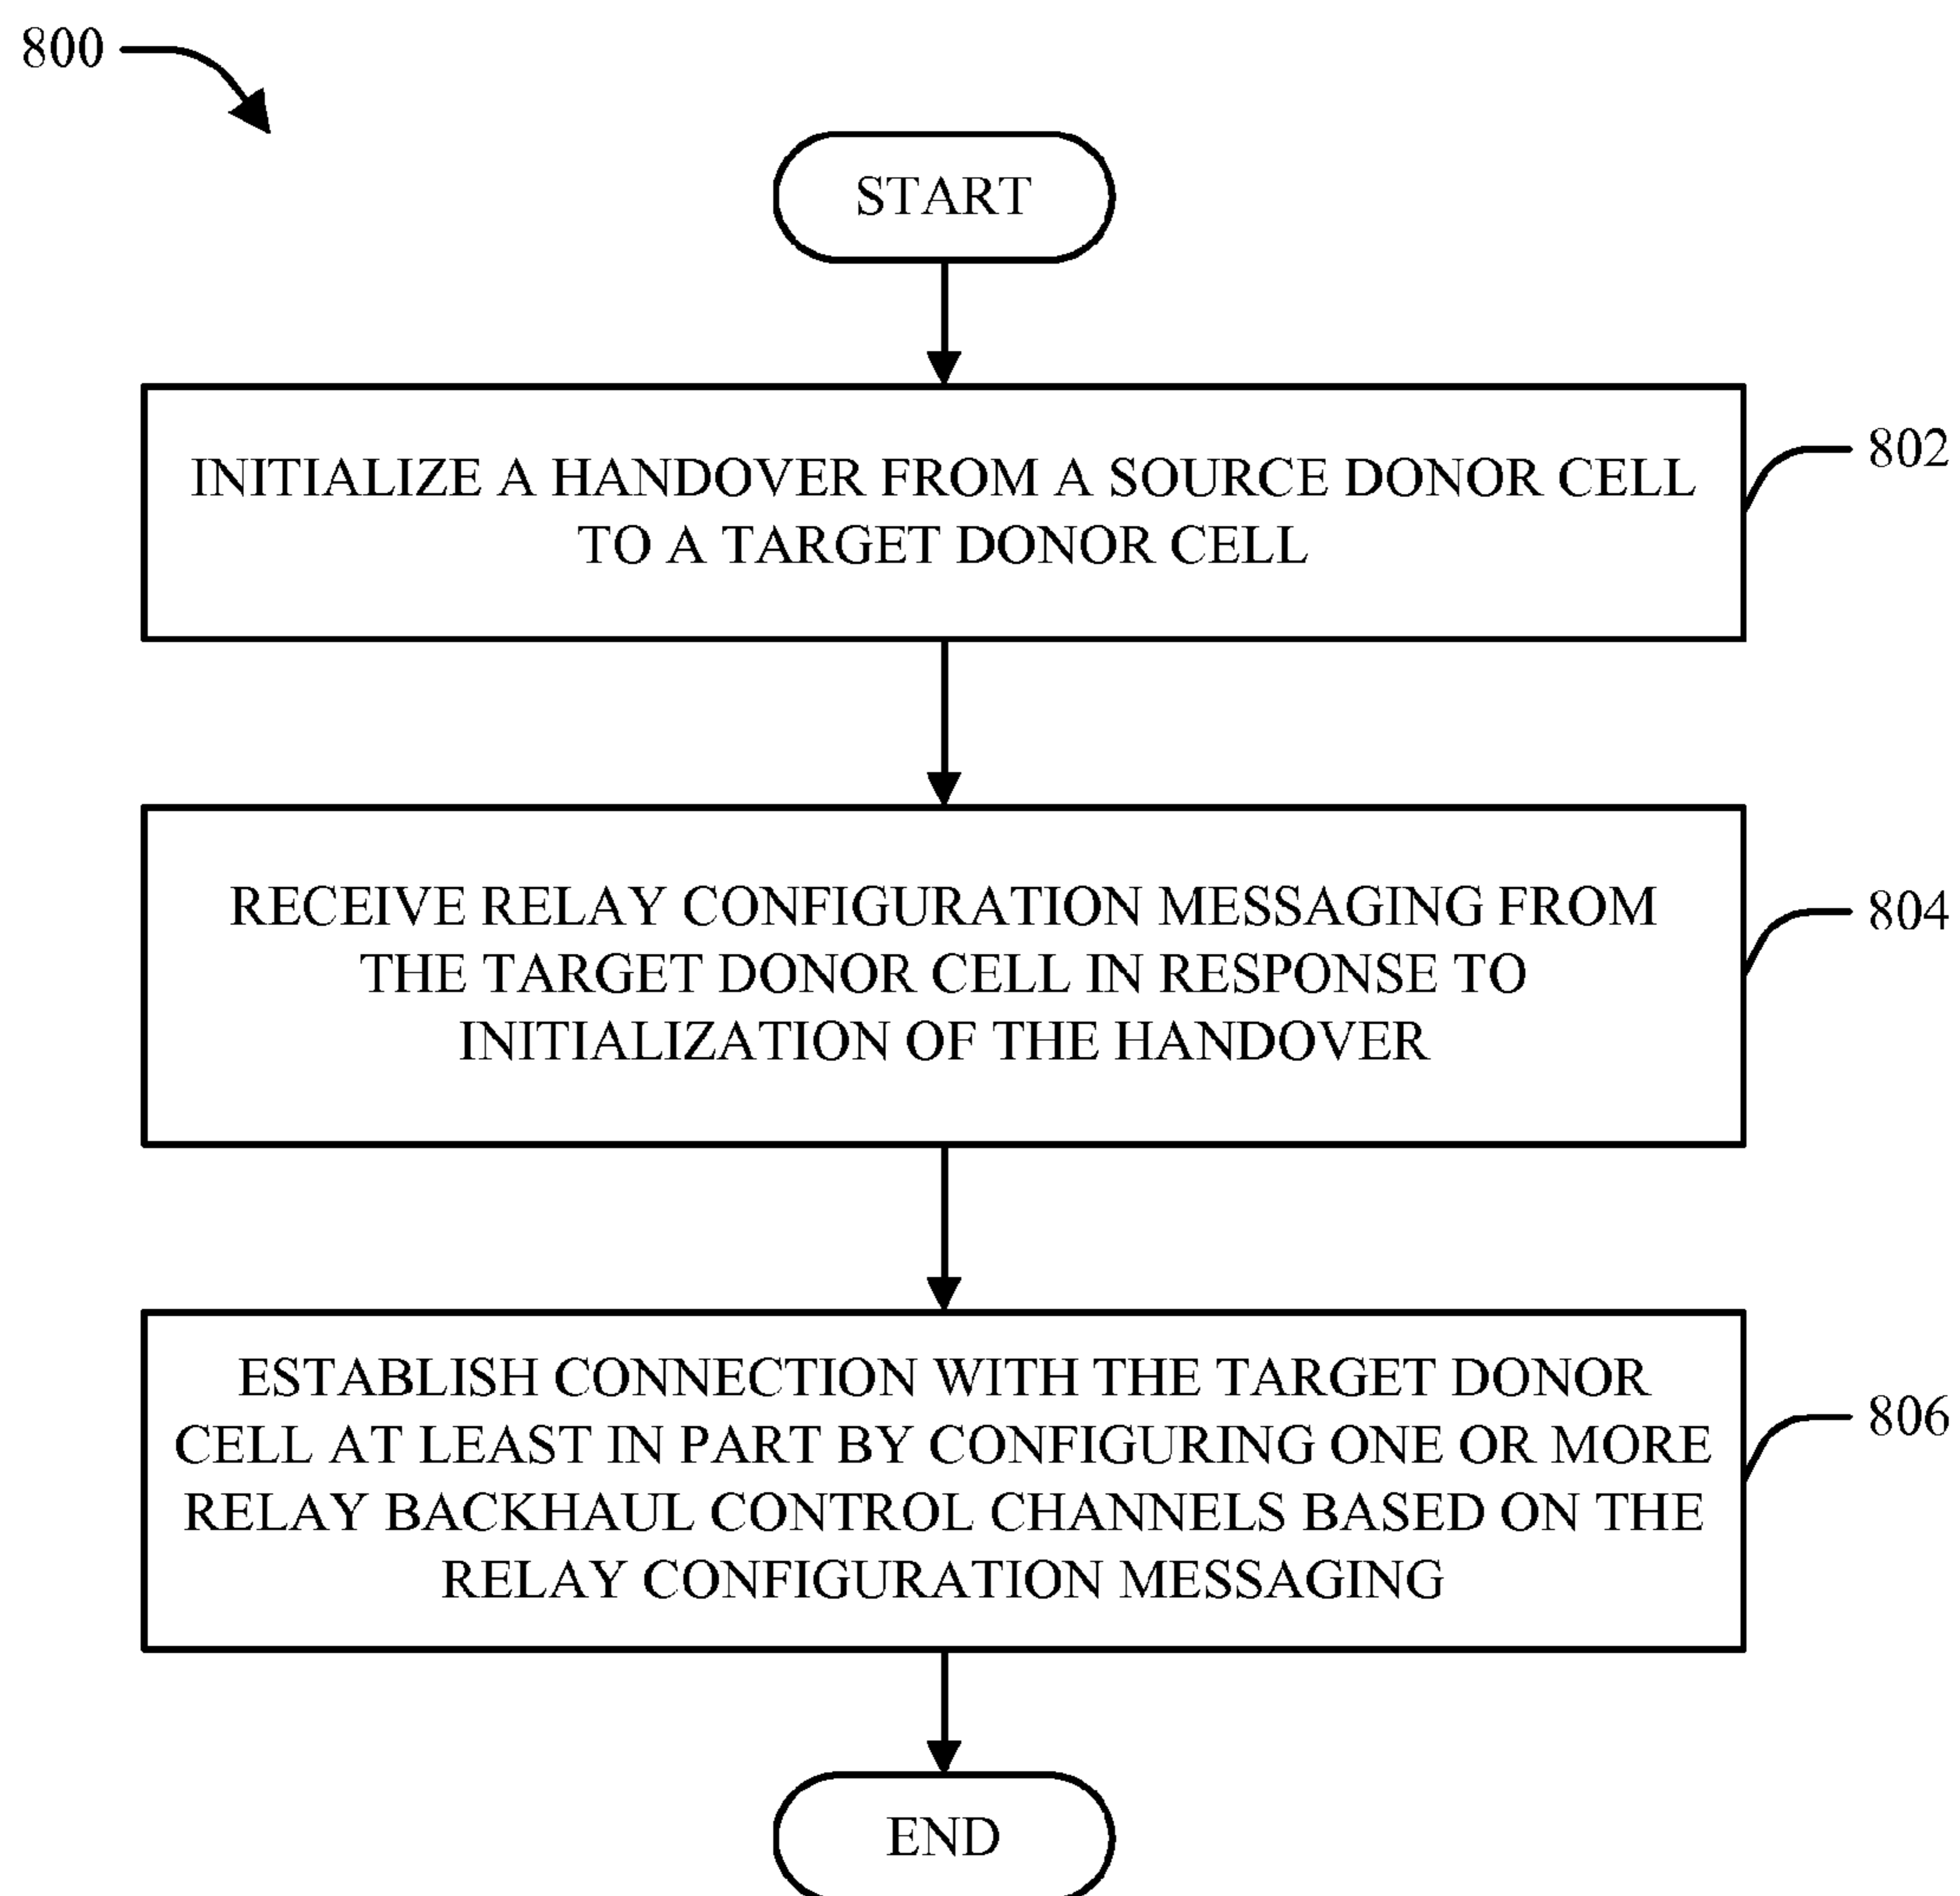 800
START
INITIALIZE A HANDOVER FROM A SOURCE DONOR CELL
TO A TARGET DONOR CELL
802
RECEIVE RELAY CONFIGURATION MESSAGING FROM
THE TARGET DONOR CELL IN RESPONSE TO
INITIALIZATION OF THE HANDOVER
804
ESTABLISH CONNECTION WITH THE TARGET DONOR
CELL AT LEAST IN PART BY CONFIGURING ONE OR MORE
RELAY BACKHAUL CONTROL CHANNELS BASED ON THE
RELAY CONFIGURATION MESSAGING
806
END